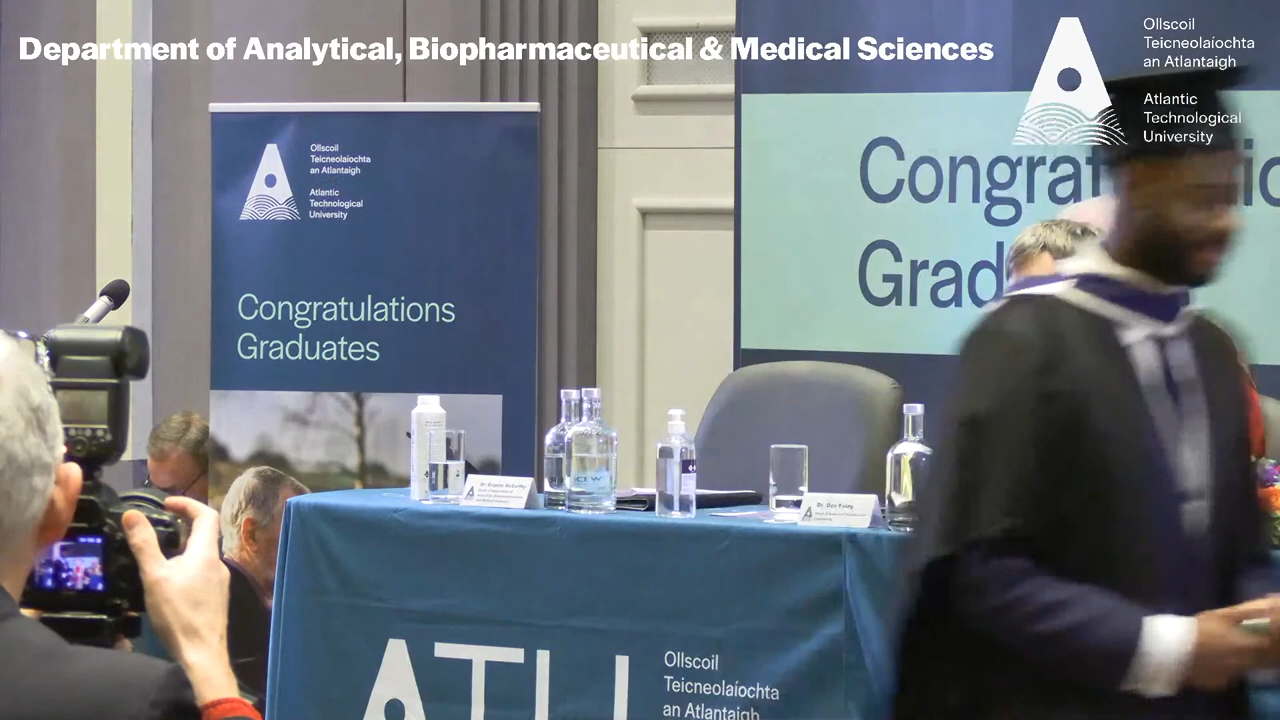 Department of Analytical, Biopharmaceutical & Medical Sciences
Ollscoil
Teicneolaíochta
an Atlantaigh
Atlantic
Technological
University
Ollscoil
Teicneolaíochta
an Atlantaigh
Atlantic
Technological
University
Congratulations
Graduates
Congrat
Grad
Dr. Eugene McCarthy
Dr. Des Foley
ATU
Ollscoil
Teicneolaíochta
an Atlantaigh